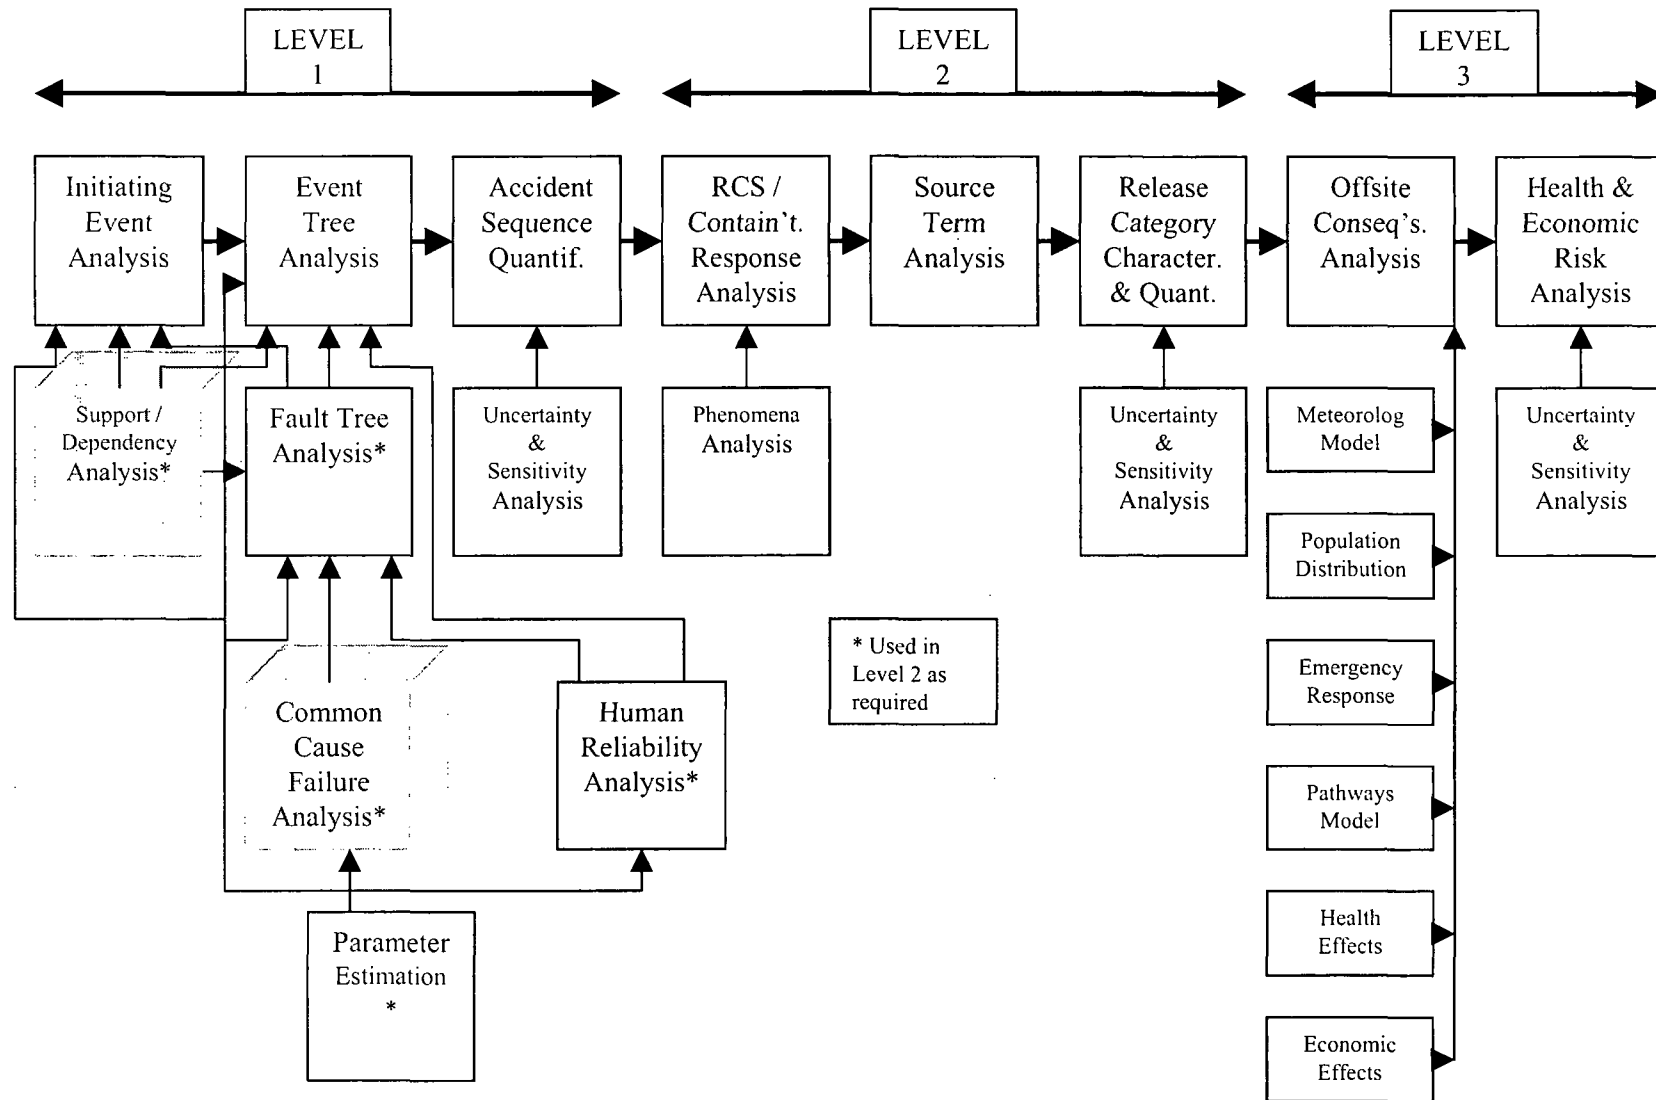 LEVEL
1
LEVEL
2
LEVEL
3
Initiating
Event
Analysis
Event
Tree
Analysis
Accident
Sequence
Quantif.
RCS /
Contain't.
Response
Analysis
Source
Term
Analysis
Release
Category
Character.
& Quant.
Offsite
Conseq's.
Analysis
Health &
Economic
Risk
Analysis
Support /
Dependency
Analysis*
Fault Tree
Analysis*
Uncertainty
&
Sensitivity
Analysis
Phenomena
Analysis
Uncertainty
&
Sensitivity
Analysis
Meteorolog
Model
Uncertainty
&
Sensitivity
Analysis
Population
Distribution
* Used in
Level 2 as
required
Emergency
Response
Common
Cause
Failure
Analysis*
Human
Reliability
Analysis*
Pathways
Model
Parameter
Estimation
*
Health
Effects
Economic
Effects